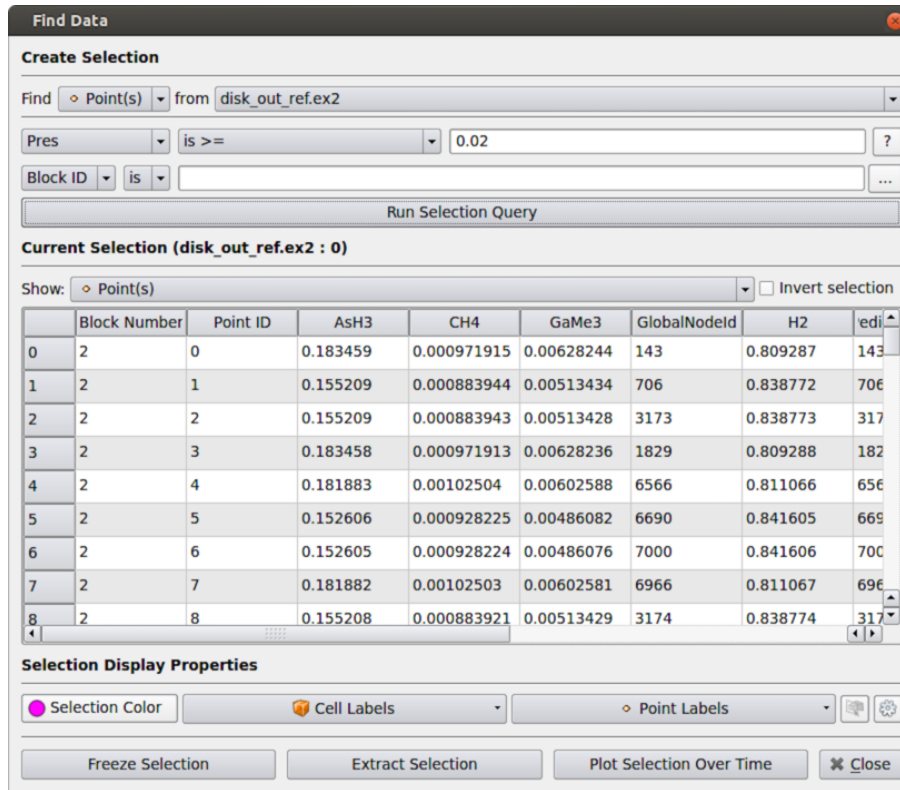 Find Data
Create Selection
Find Point(s) from disk_out_ref.ex2
Pres is >= 0.02 ?
Block ID is ...
Run Selection Query
Current Selection (disk_out_ref.ex2 : 0)
Show: Point(s) Invert selection
Block Number Point ID AsH3 CH4 GaMe3 GlobalNodeId H2 edi
0 2 0 0.183459 0.000971915 0.00628244 143 0.809287 143
1 2 1 0.155209 0.000883944 0.00513434 706 0.838772 706
2 2 2 0.155209 0.000883943 0.00513428 3173 0.838773 317
3 2 3 0.183458 0.000971913 0.00628236 1829 0.809288 182
4 2 4 0.181883 0.00102504 0.00602588 6566 0.811066 656
5 2 5 0.152606 0.000928225 0.00486082 6690 0.841605 669
6 2 6 0.152605 0.000928224 0.00486076 7000 0.841606 700
7 2 7 0.181882 0.00102503 0.00602581 6966 0.811067 696
8 2 8 0.155208 0.000883921 0.00513429 3174 0.838774 317
Selection Display Properties
Selection Color Cell Labels Point Labels
Freeze Selection Extract Selection Plot Selection Over Time Close